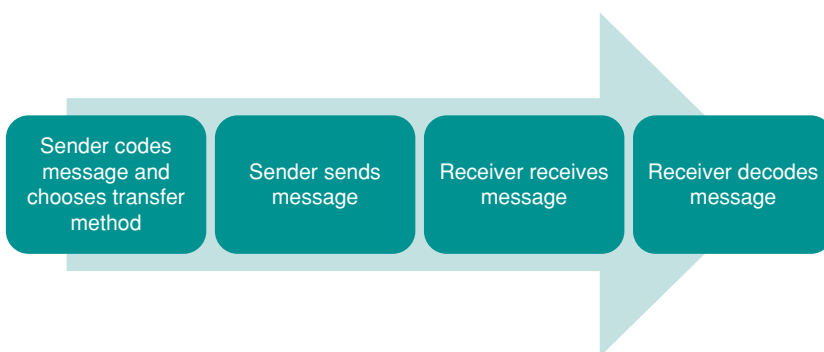 Sender codes
message and
chooses transfer
method
Sender sends
message
Receiver receives
message
Receiver decodes
message